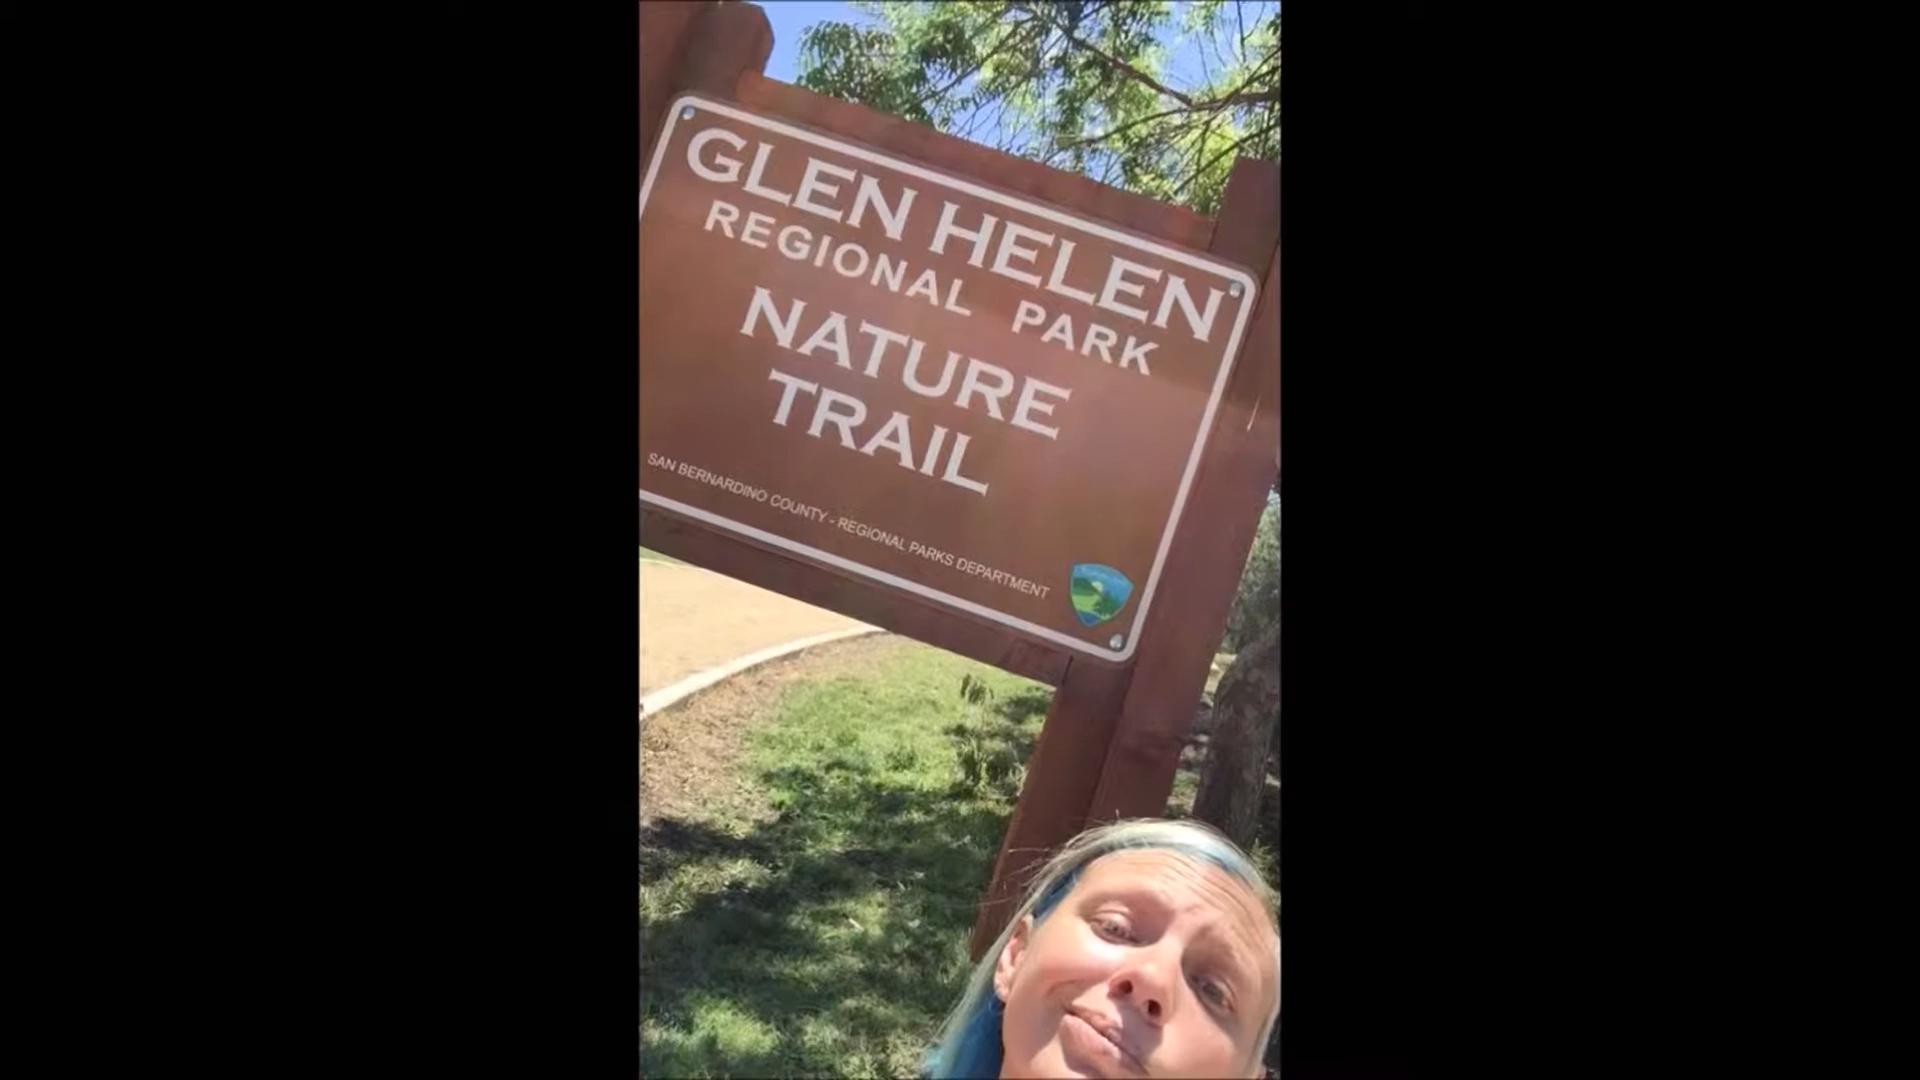 GLEN HELEN
REGIONAL PARK
NATURE
TRAIL
SAN BERNARDINO COUNTY - REGIONAL PARKS DEPARTMENT